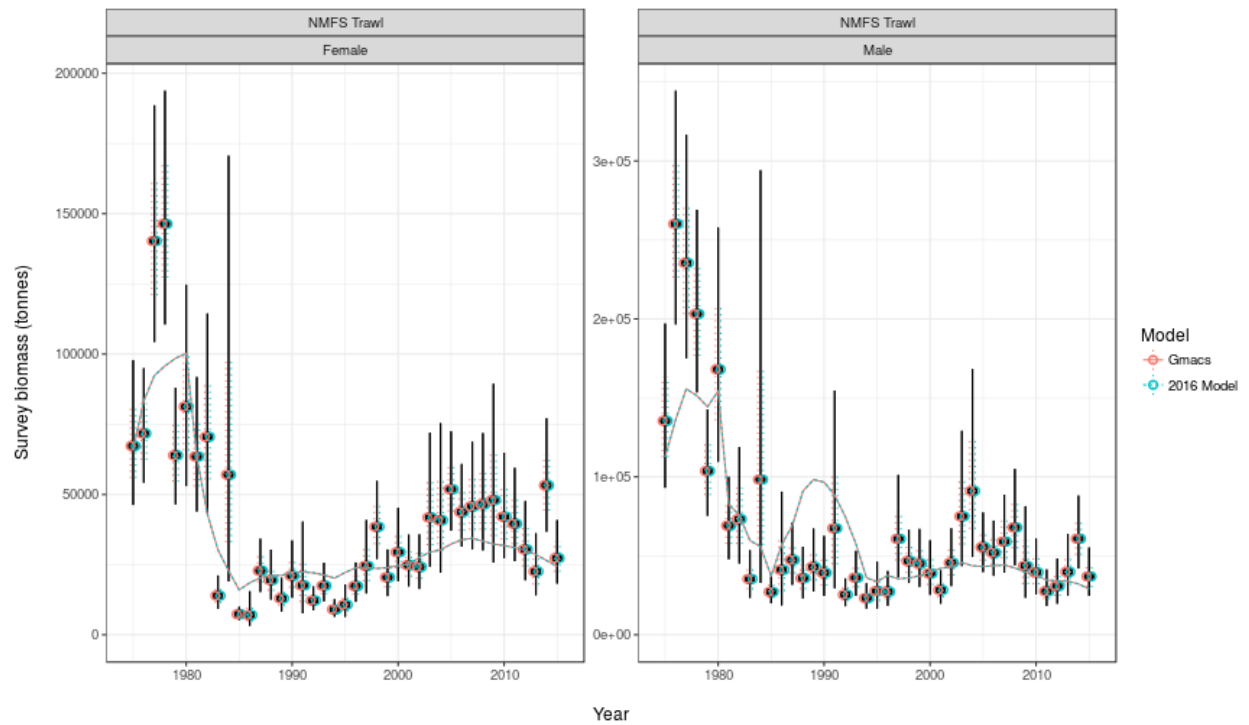 NMFS Trawl
NMFS Trawl
Female
Male
Survey biomass (tonnes)
200000
150000
100000
50000
0
3e+05
2e+05
1e+05
0e+00
1980
1990
2000
2010
1980
1990
2000
2010
Year
Model
Gmacs
2016 Model